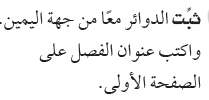 ثبِّت الدوائر معًا من جهة اليمين.
واكتب عنوان الفصل على
الصفحة الأولى.